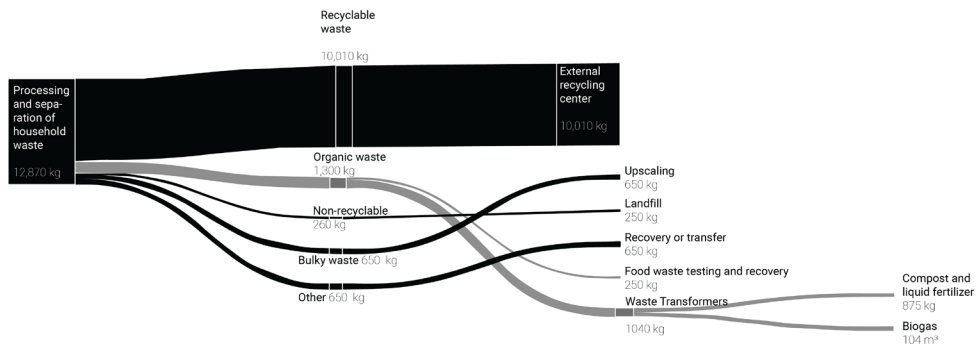 Processing
and sepa-
ration of
household
waste
12,870 kg
Recyclable
waste
10,010 kg
External
recycling
center
10,010 kg
Organic waste
1,300 kg
Non-recyclable
260 kg
Bulky waste 650 kg
Other 650 kg
Upscaling
650 kg
Landfill
250 kg
Recovery or transfer
650 kg
Food waste testing and recovery
250 kg
Waste Transformers
1040 kg
Compost and
liquid fertilizer
875 kg
Biogas
104 m³